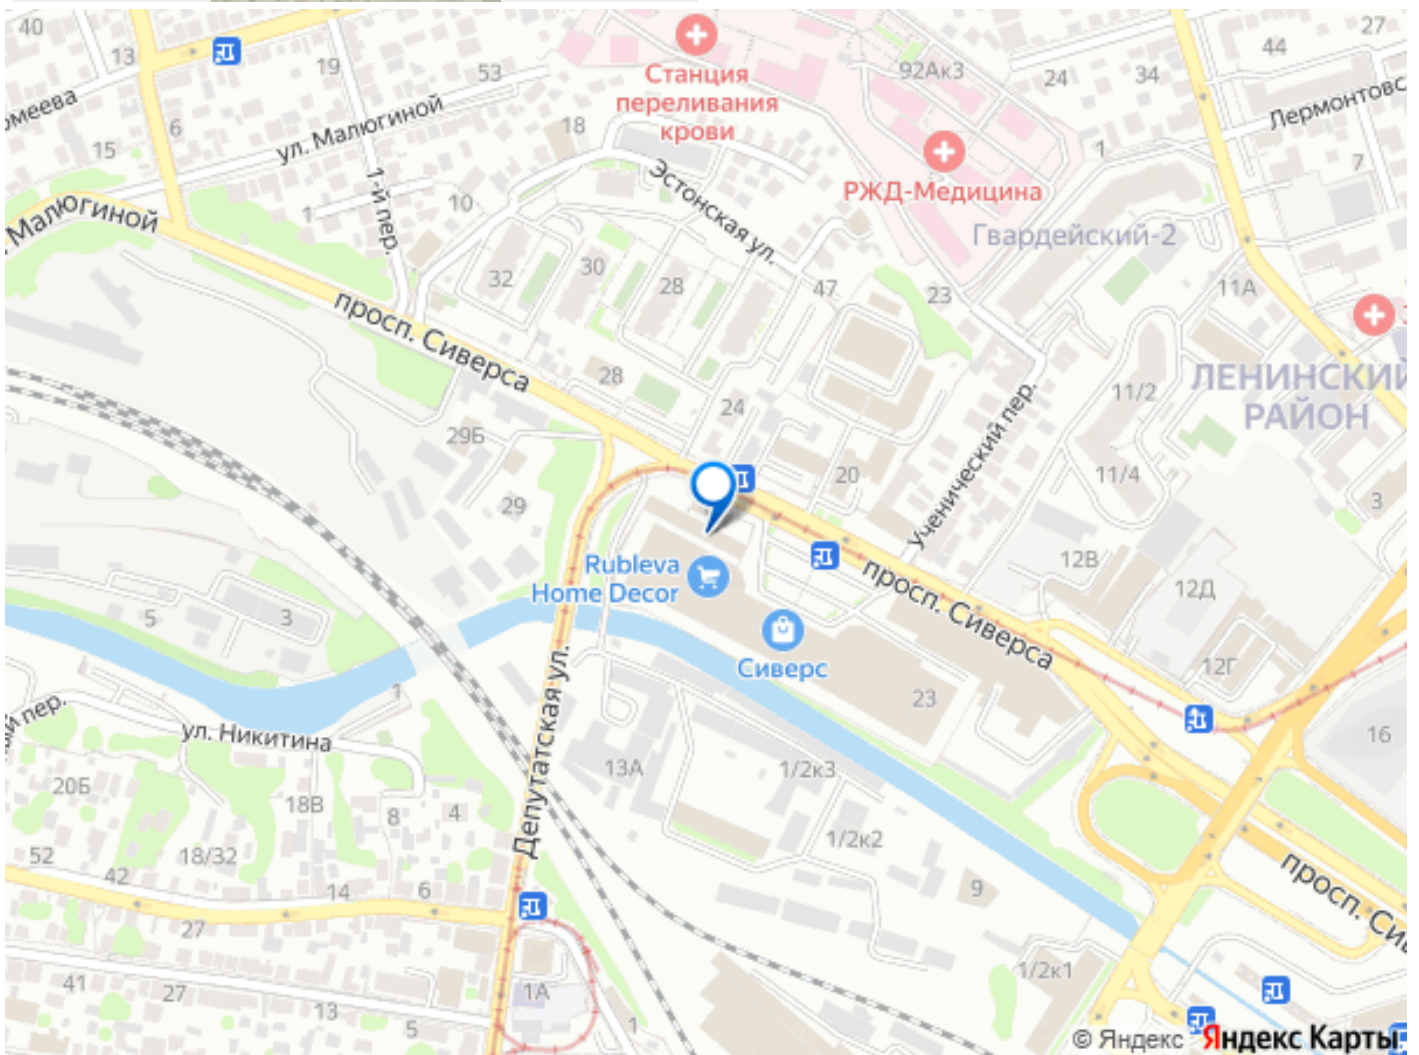 40
13
19
53
44
27
24
34
92Ак3
Станция
переливания
крови
ул. Малюгиной
18
6
15
Лермонтовс
1
7
РЖД-Медицина
Эстонская ул.
1-й пер.
10
1
Малюгиной
Гвардейский-2
32
30
28
47
23
11А
просп. Сиверса
28
24
ЛЕНИНСКИЙ
РАЙОН
11/2
11/4
29Б
29
20
Ученический пер.
3
12В
12Д
12Г
Rubleva
Home Decor
просп. Сиверса
Сиверс
23
5
3
1
ул. Никитина
пер.
Депутатская ул.
13А
1/2к3
1/2к2
16
20Б
18В
8
4
18/32
52
42
14
6
27
9
просп. Си
41
27
13
5
1А
1
1/2к1
© Яндекс Яндекс Карты